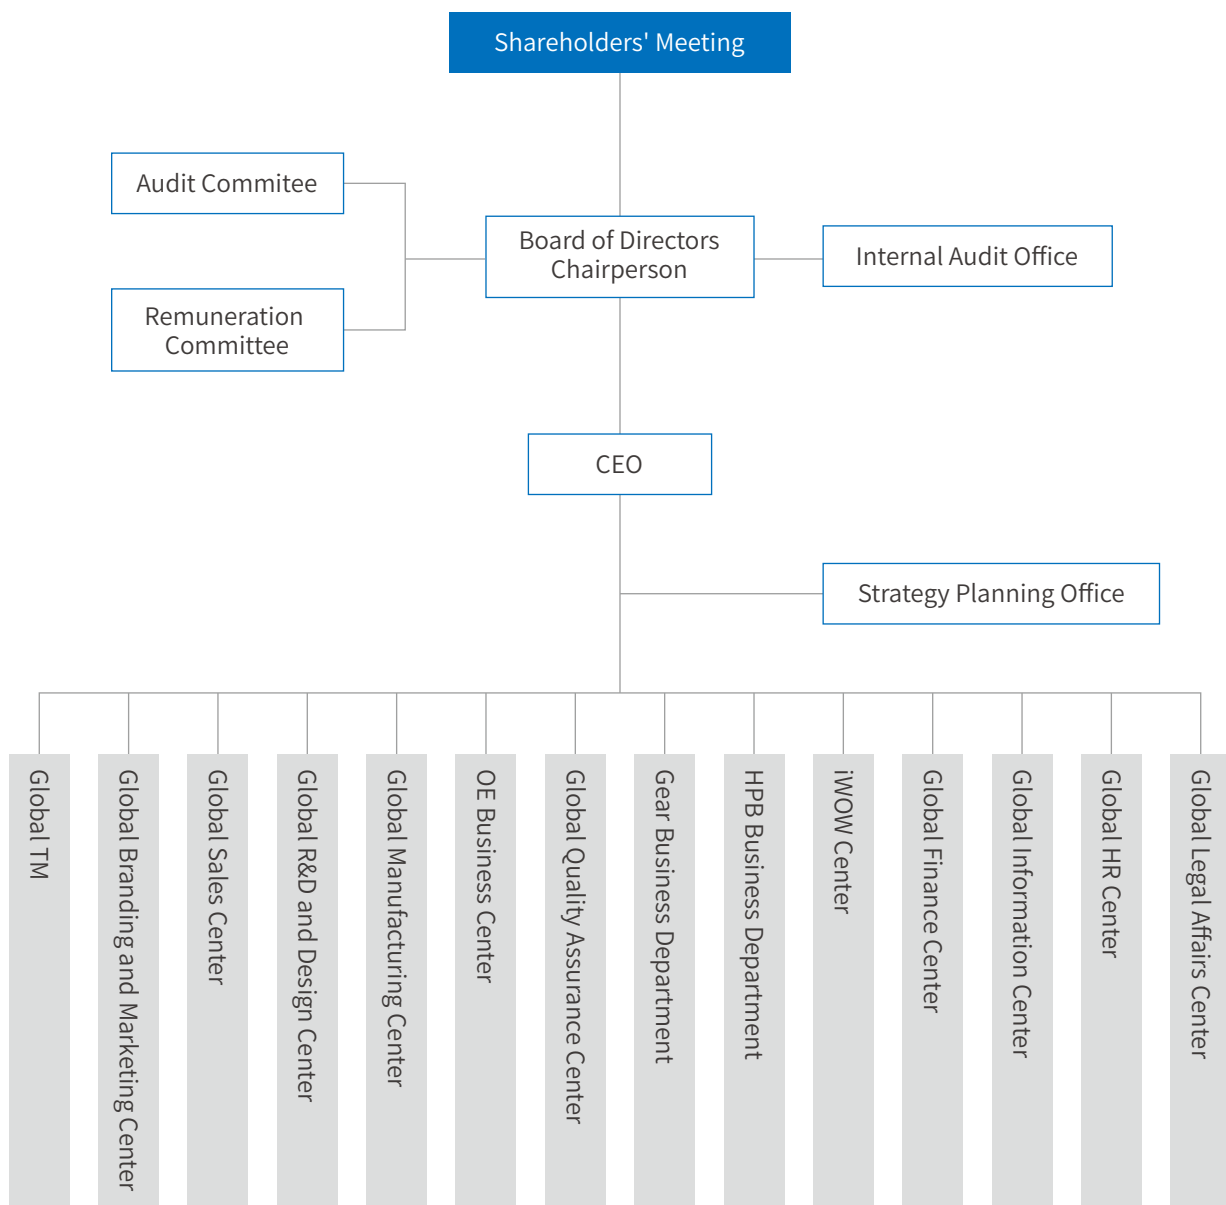 Shareholders' Meeting
Audit Commitee
Board of Directors
Chairperson
Internal Audit Office
Remuneration
Committee
CEO
Strategy Planning Office
Global TM
Global Branding and Marketing Center
Global Sales Center
Global R&D and Design Center
Global Manufacturing Center
OE Business Center
Global Quality Assurance Center
Gear Business Department
HPB Business Department
iWOW Center
Global Finance Center
Global Information Center
Global HR Center
Global Legal Affairs Center